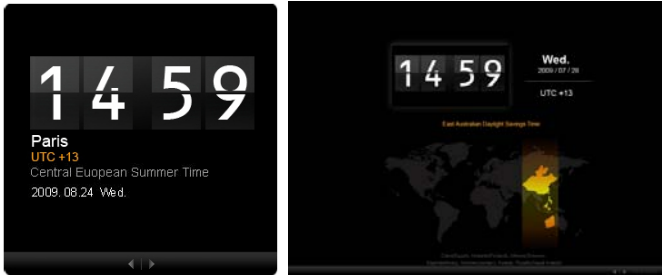 14 59
Paris
UTC +13
Central Euopean Summer Time
2009. 08.24 Wed.
14 59
Wed.
2009 / 07 / 28
UTC +13
East Australian Daylight Savings Time